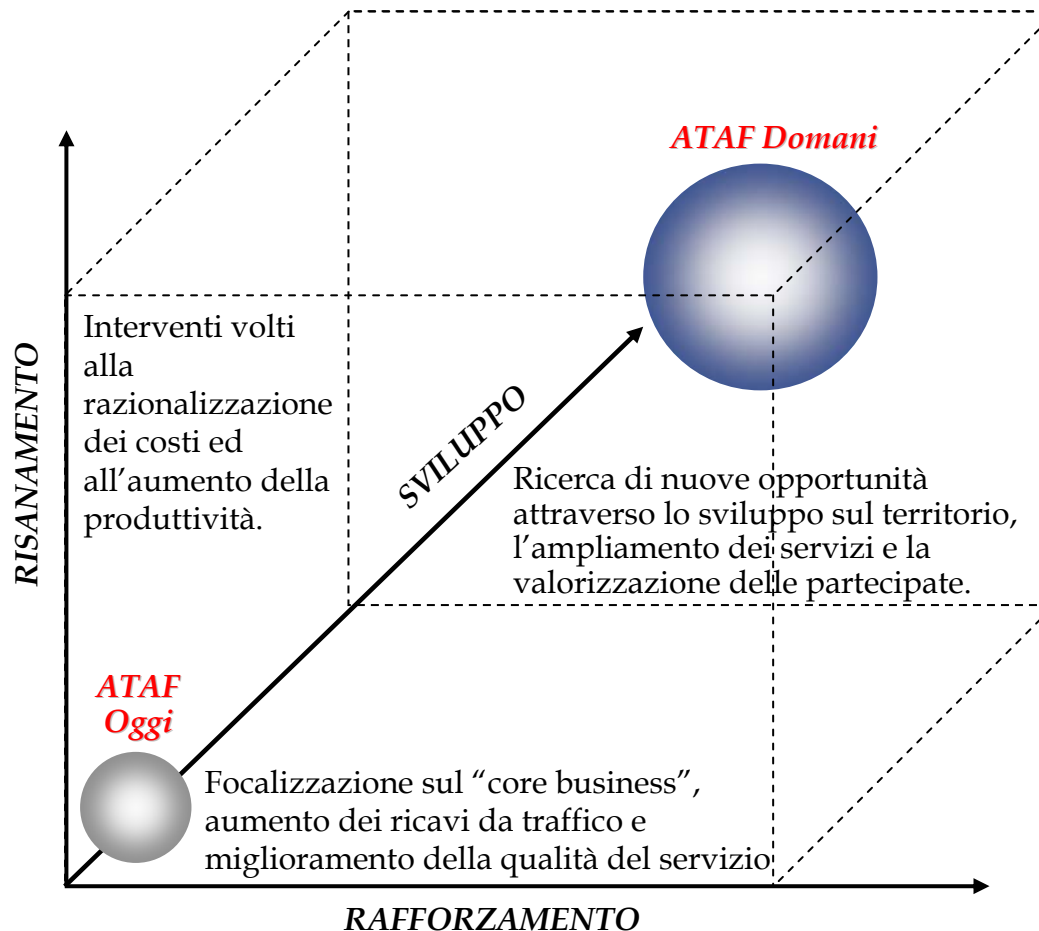 ATAF Domani
Interventi volti
alla
razionalizzazione
dei costi ed
all’aumento della
produttività.
RISANAMENTO
SVILUPPO
Ricerca di nuove opportunità
attraverso lo sviluppo sul territorio,
l’ampliamento dei servizi e la
valorizzazione delle partecipate.
ATAF
Oggi
Focalizzazione sul “core business”,
aumento dei ricavi da traffico e
miglioramento della qualità del servizio
RAFFORZAMENTO